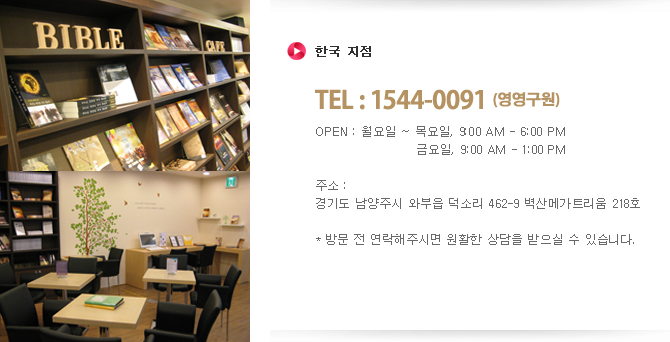 BIBLE CAFE
한국 지점
TEL : 1544-0091 (영영구원)
OPEN : 월요일 ~ 목요일, 9:00 AM - 6:00 PM
금요일, 9:00 AM - 1:00 PM
주소 :
경기도 남양주시 와부읍 덕소리 462-9 벽산메가트리움 218호
* 방문 전 연락해주시면 원활한 상담을 받으실 수 있습니다.